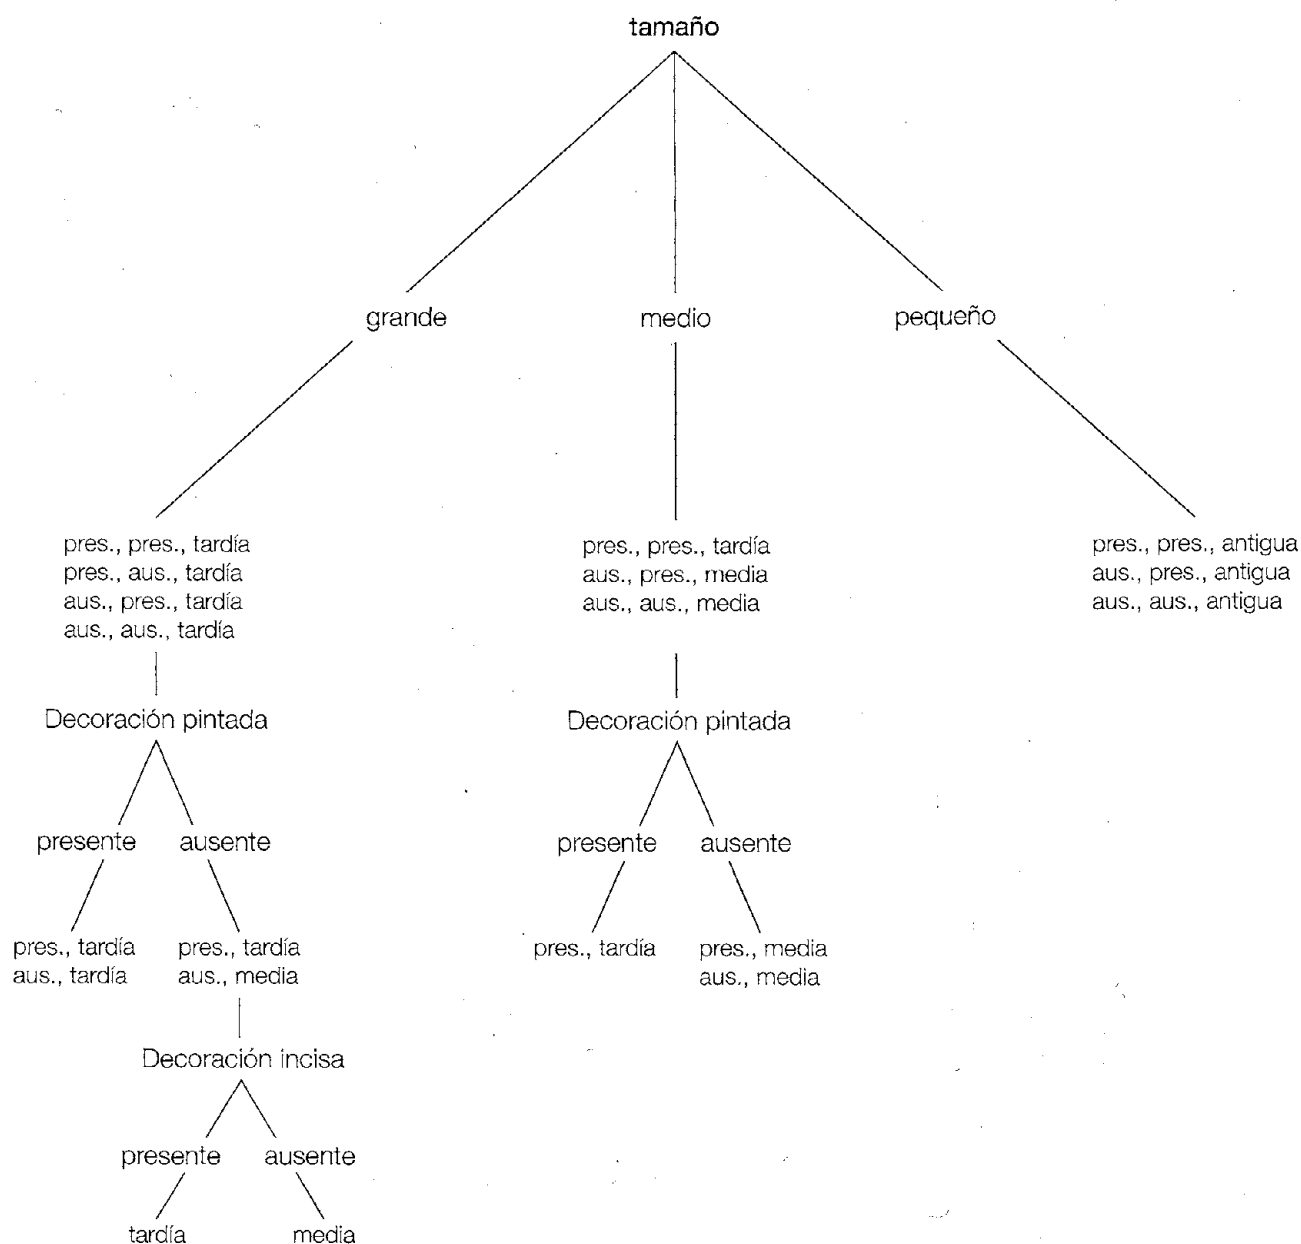 tamaño
grande medio pequeño
pres., pres., tardía
pres., aus., tardía
aus., pres., tardía
aus., aus., tardía
pres., pres., tardía
aus., pres., media
aus., aus., media
pres., pres., antigua
aus., pres., antigua
aus., aus., antigua
Decoración pintada
Decoración pintada
presente ausente
presente ausente
pres., tardía
aus., tardía
pres., tardía
aus., media
pres., tardía
pres., media
aus., media
Decoración incisa
presente ausente
tardía media